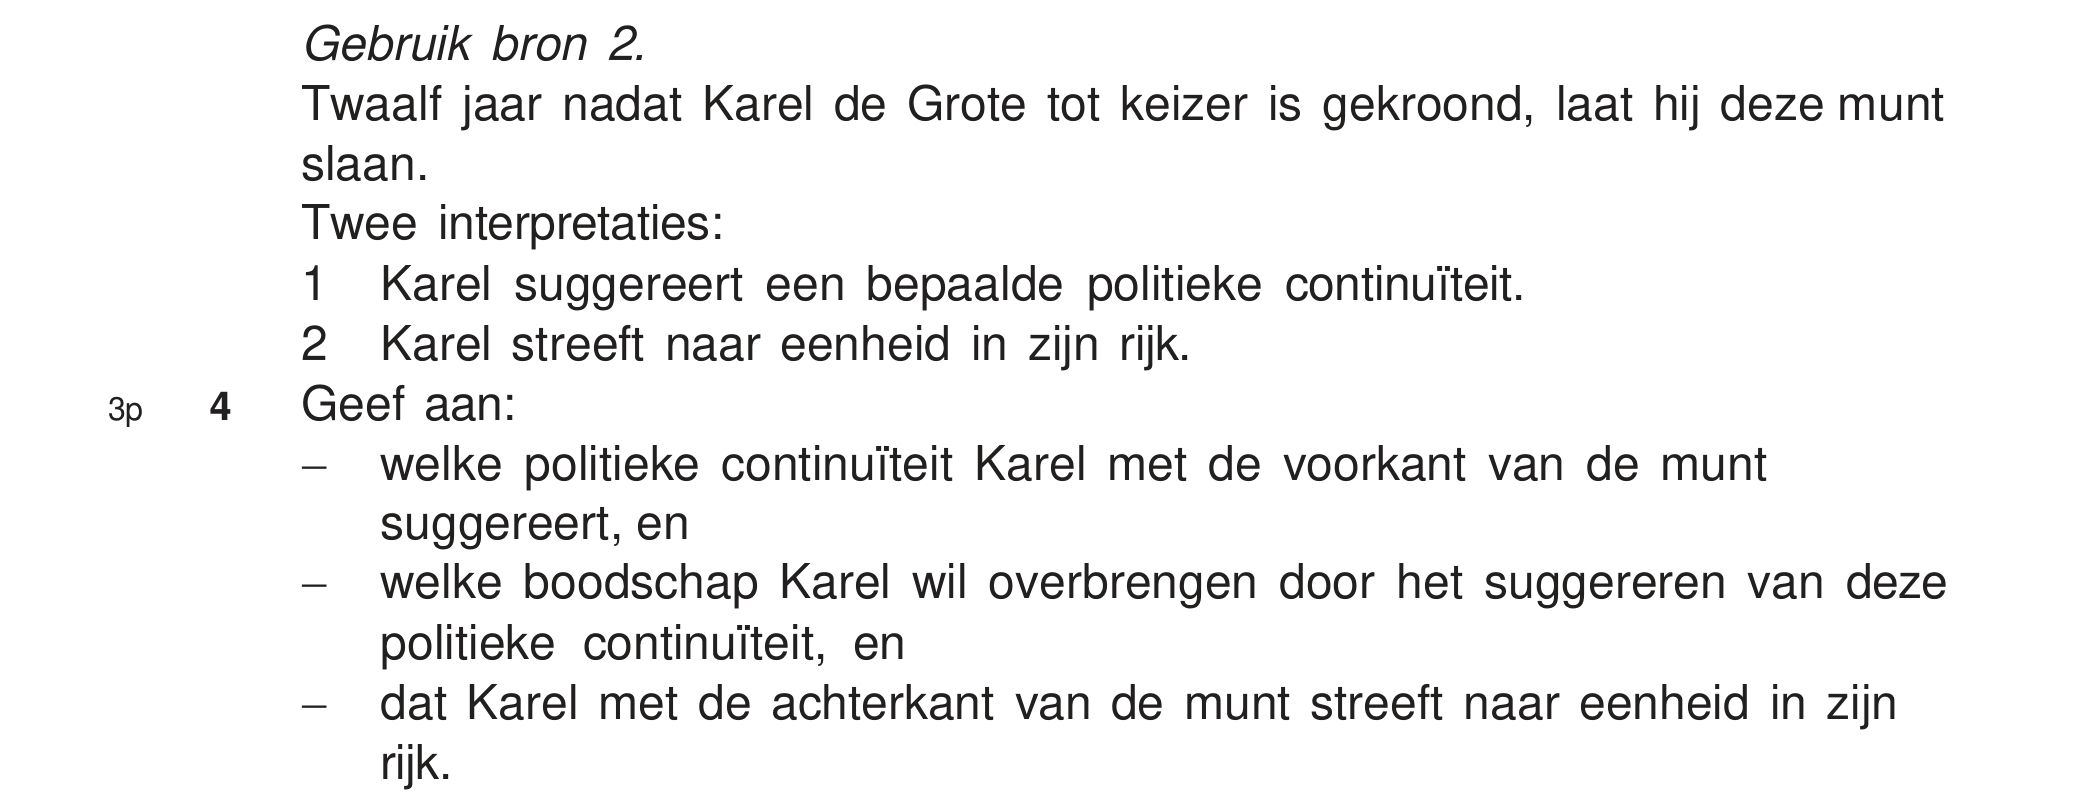 Gebruik bron 2.
Twaalf jaar nadat Karel de Grote tot keizer is gekroond, laat hij deze munt
slaan.
Twee interpretaties:
1 Karel suggereert een bepaalde politieke continuïteit.
2 Karel streeft naar eenheid in zijn rijk.
3p 4 Geef aan:
– welke politieke continuïteit Karel met de voorkant van de munt
suggereert, en
– welke boodschap Karel wil overbrengen door het suggereren van deze
politieke continuïteit, en
– dat Karel met de achterkant van de munt streeft naar eenheid in zijn
rijk.